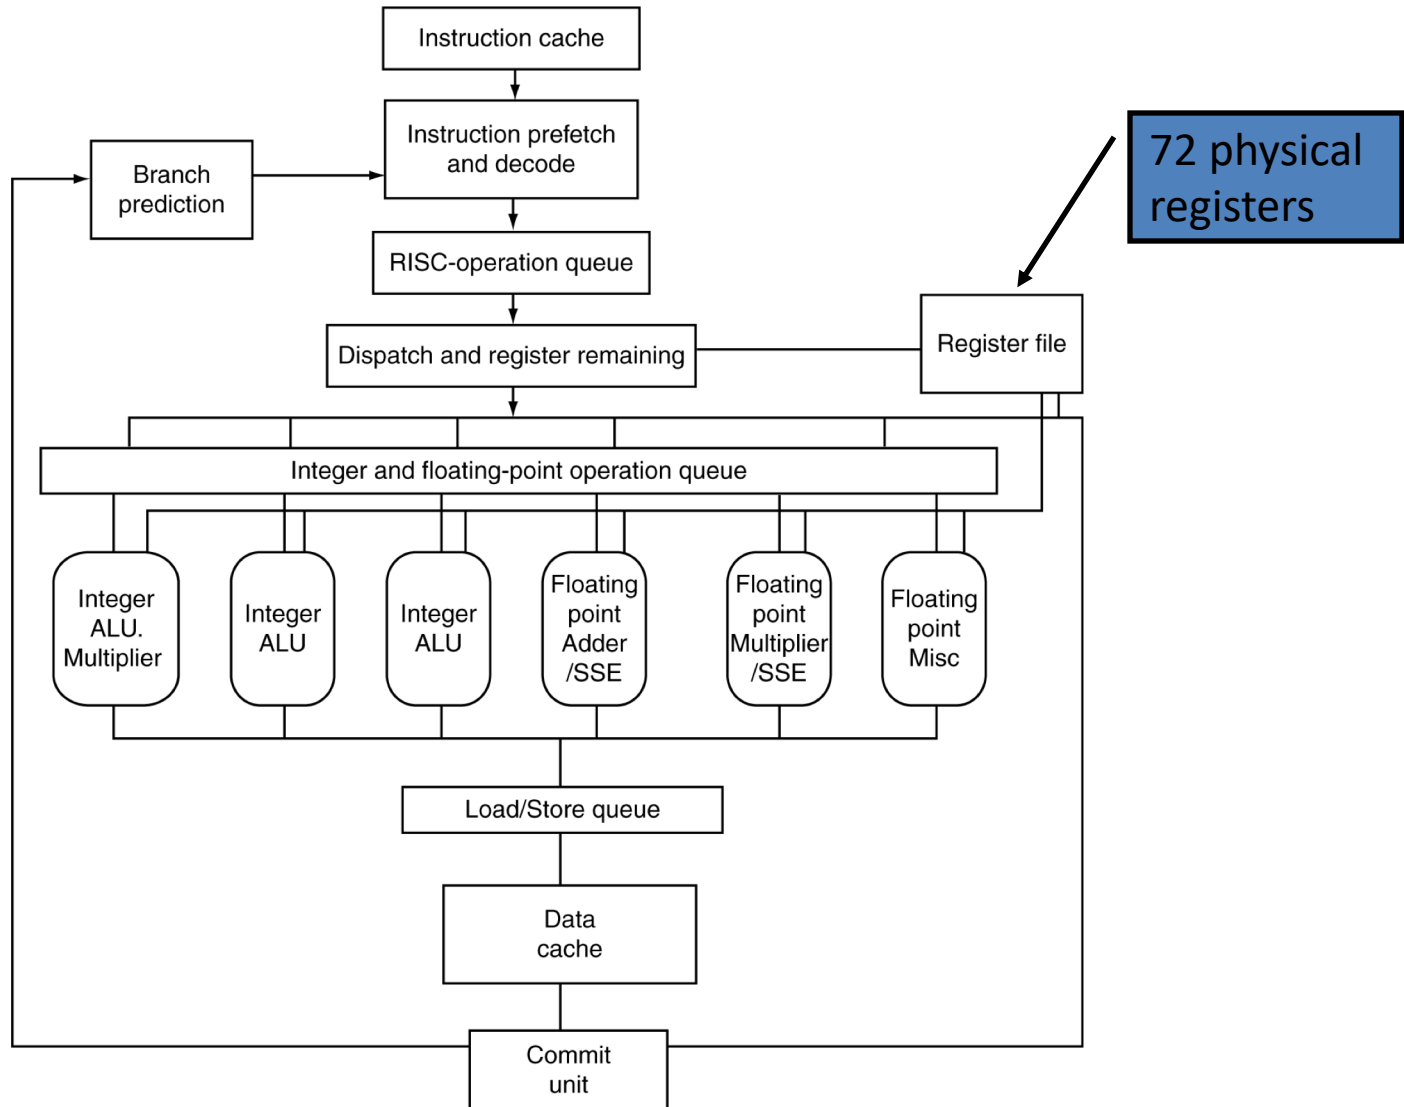 Instruction cache
Instruction prefetch
and decode
Branch
prediction
72 physical
registers
RISC-operation queue
Dispatch and register remaining
Register file
Integer and floating-point operation queue
Integer
ALU.
Multiplier
Integer
ALU
Integer
ALU
Floating
point
Adder
/SSE
Floating
point
Multiplier
/SSE
Floating
point
Misc
Load/Store queue
Data
cache
Commit
unit